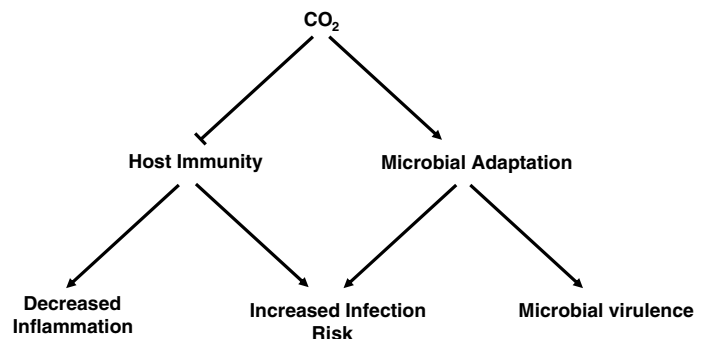 CO₂
Host Immunity
Microbial Adaptation
Decreased
Inflammation
Increased Infection
Risk
Microbial virulence